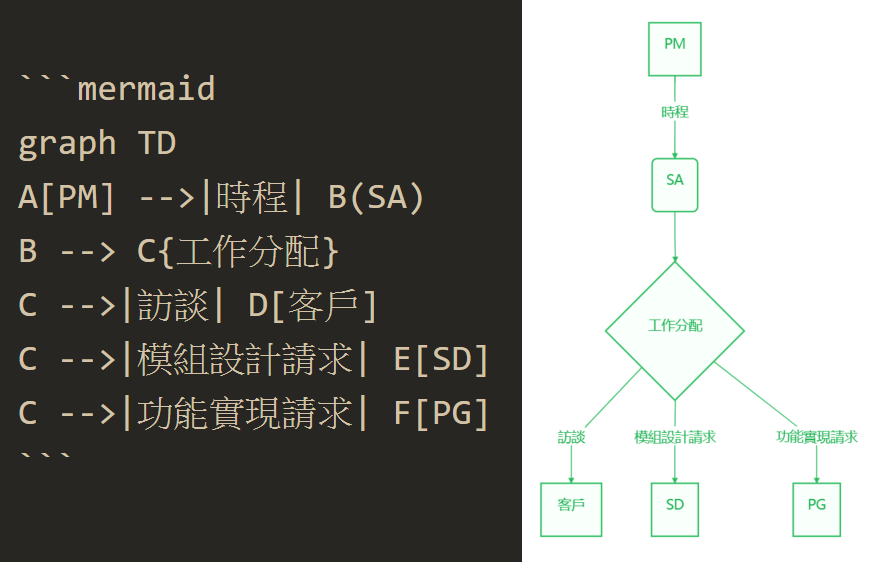 ```mermaid
graph TD
A[PM] -->|時程| B(SA)
B --> C{工作分配}
C -->|訪談| D[客戶]
C -->|模組設計請求| E[SD]
C -->|功能實現請求| F[PG]
```
PM
時程
SA
工作分配
訪談 模組設計請求 功能實現請求
客戶 SD PG